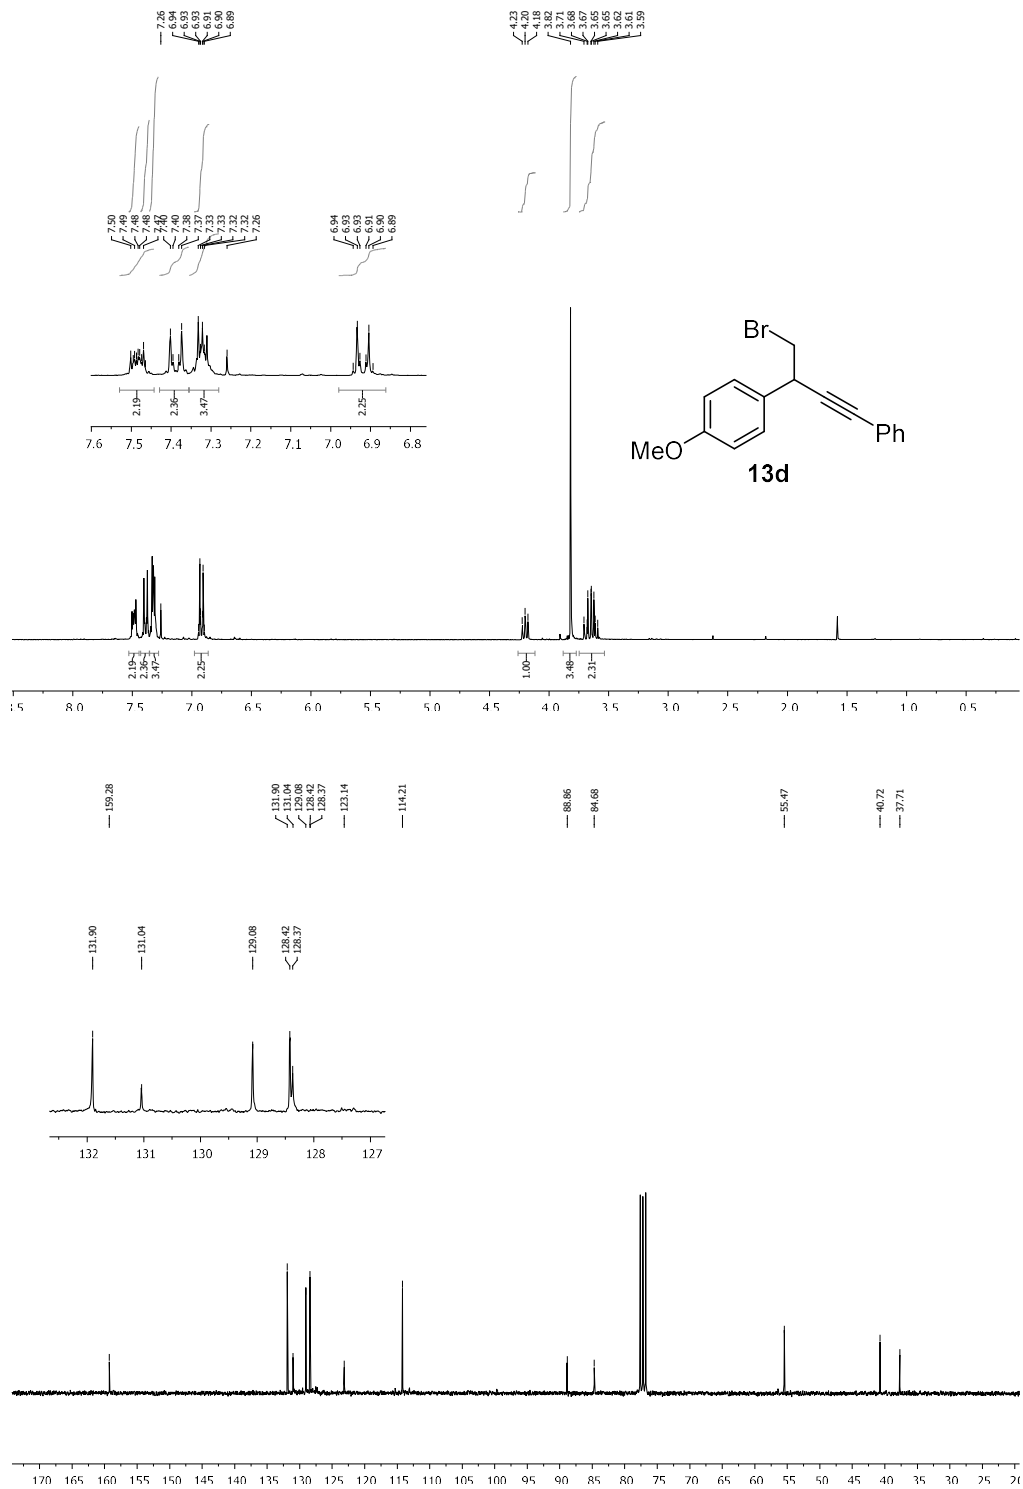 7.26 6.94 6.93 6.93 6.91 6.90 6.89 4.23 4.20 4.18 3.82 3.71 3.68 3.67 3.65 3.65 3.62 3.61 3.59
7.50 7.49 7.48 7.48 7.47 7.40 7.40 7.38 7.37 7.33 7.33 7.32 7.32 7.26 6.94 6.93 6.93 6.91 6.90 6.89
Br
Ph
MeO
13d
2.19 2.36 3.47 2.25
7.6 7.5 7.4 7.3 7.2 7.1 7.0 6.9 6.8
2.19 2.36 3.47 2.25 1.00 3.48 2.31
8.0 7.5 7.0 6.5 6.0 5.5 5.0 4.5 4.0 3.5 3.0 2.5 2.0 1.5 1.0 0.5
159.28 131.90 131.04 129.08 128.42 128.37 123.14 114.21 88.86 84.68 55.47 40.72 37.71
131.90 131.04 129.08 128.42 128.37
132 131 130 129 128 127
170 165 160 155 150 145 140 135 130 125 120 115 110 105 100 95 90 85 80 75 70 65 60 55 50 45 40 35 30 25 20